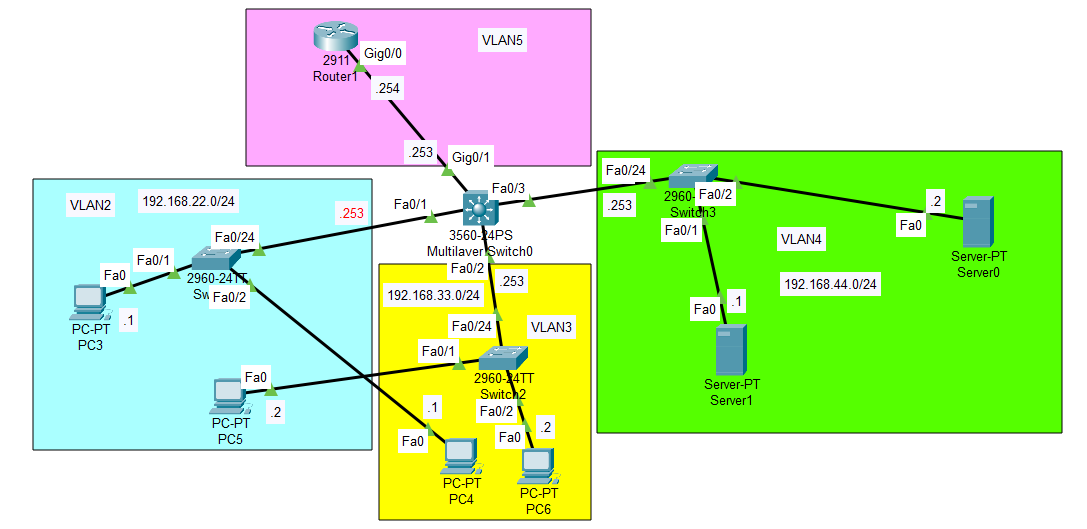 VLAN5
Gig0/0
2911
Router1
.254
.253
Gig0/1
VLAN2
192.168.22.0/24
.253
Fa0/1
Fa0/3
3560-24PS
Multilayer Switch0
Fa0/24
2960-
Switch3
Fa0/2
.253
Fa0/1
.2
Fa0
Server-PT
Server0
VLAN4
192.168.44.0/24
Fa0
.1
Server-PT
Server1
Fa0/24
Fa0/1
Fa0
2960-24TT
Fa0/2
.1
PC-PT
PC3
Fa0/2
.253
192.168.33.0/24
Fa0/24
VLAN3
Fa0/1
2960-24TT
Switch2
Fa0
.2
PC-PT
PC5
Fa0/2
.1
Fa0
PC-PT
PC4
.2
Fa0
PC-PT
PC6